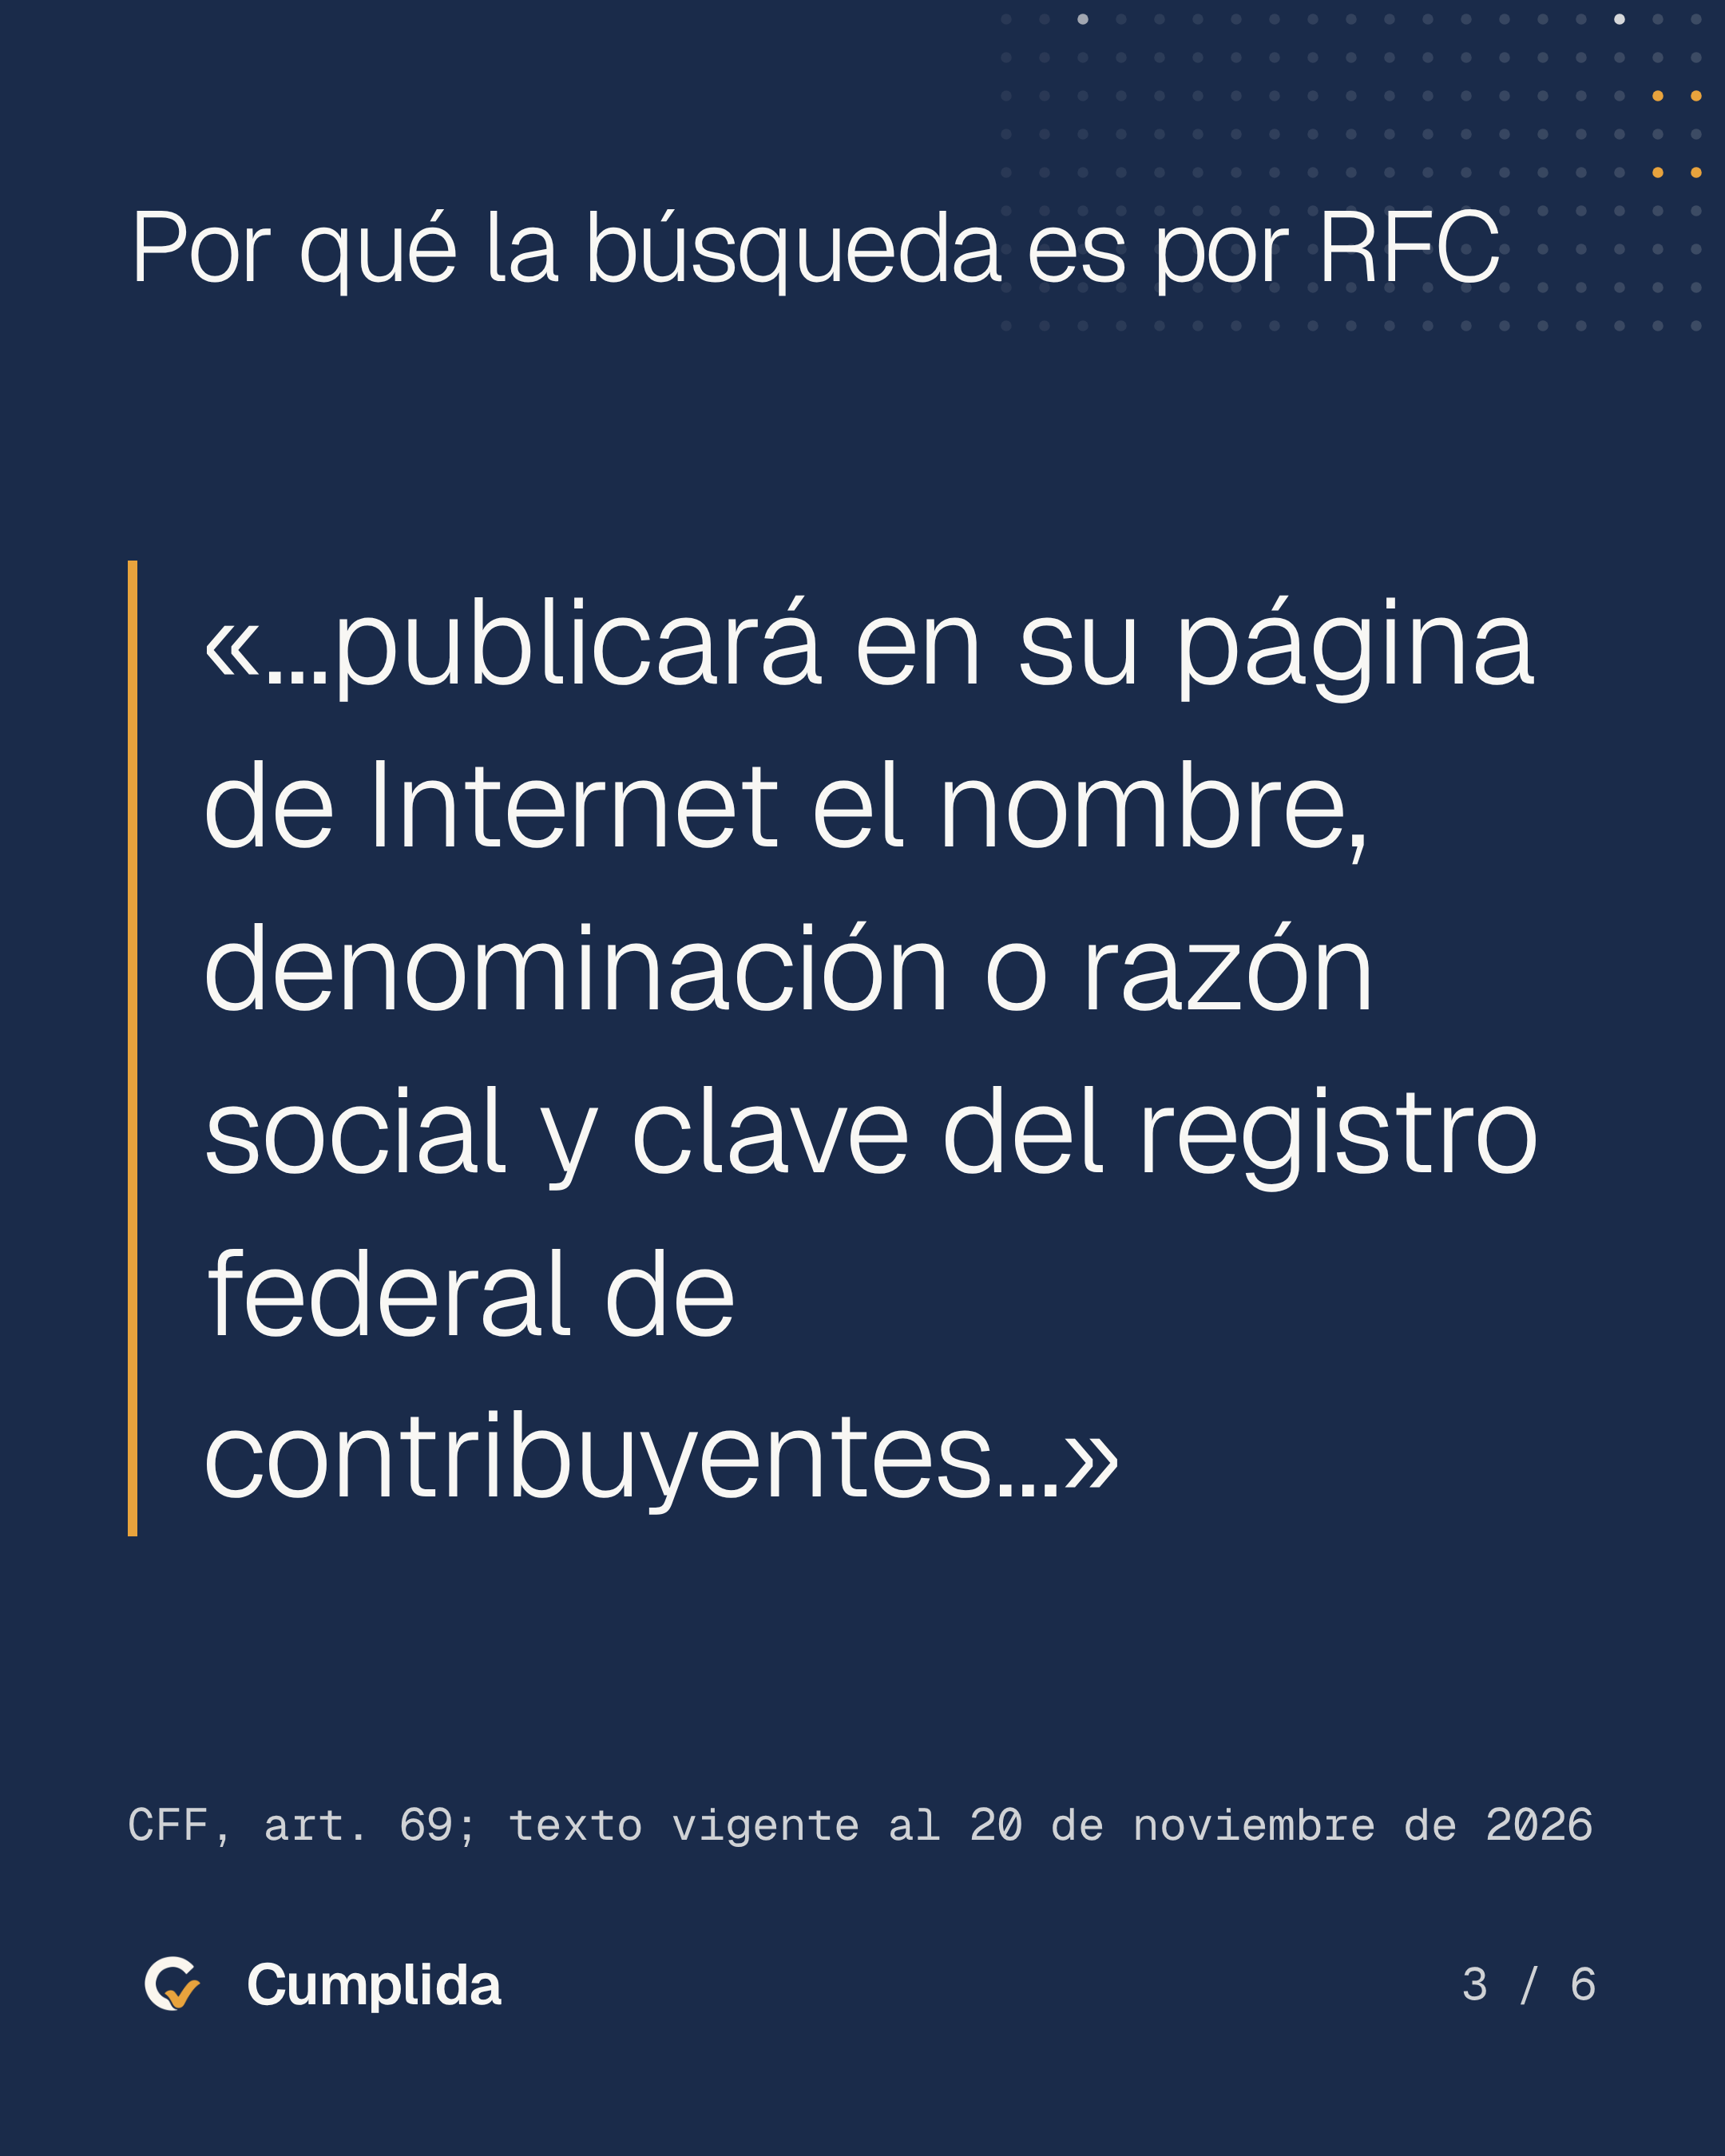 Por qué la búsqueda es por RFC
«…publicará en su página
de Internet el nombre,
denominación o razón
social y clave del registro
federal de
contribuyentes…»
CFF, art. 69; texto vigente al 20 de noviembre de 2026
Cumplida
3 / 6